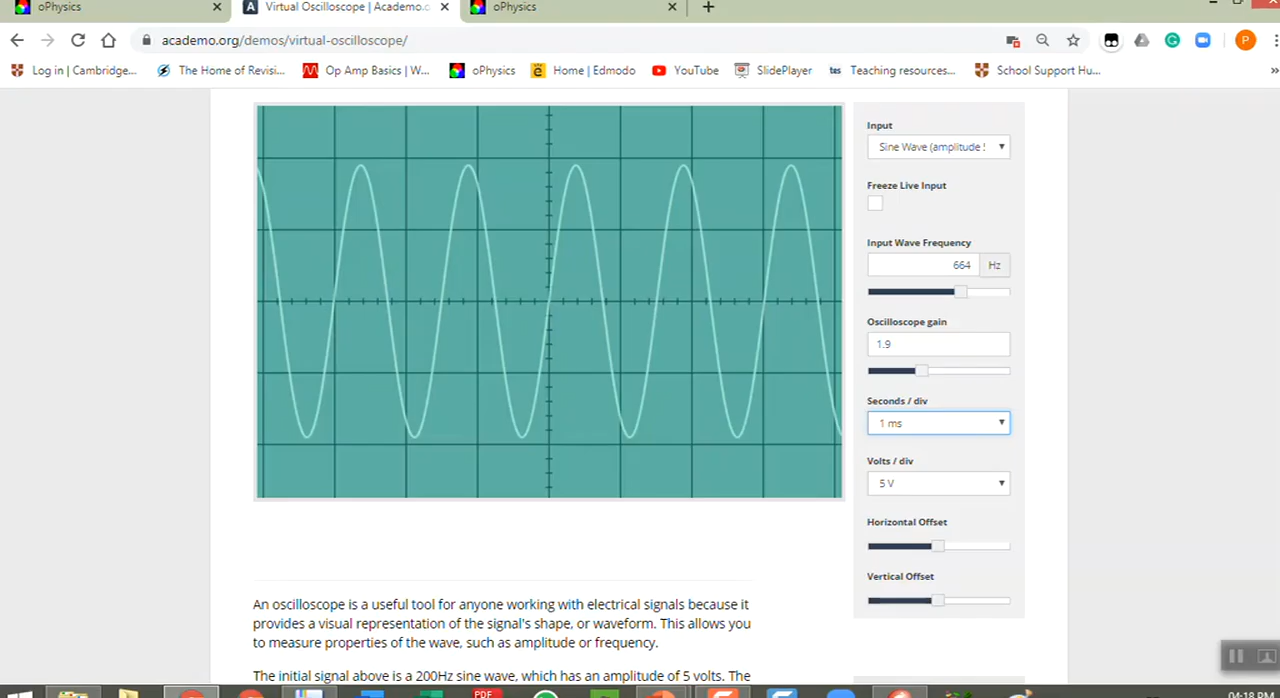 oPhysics
Virtual Oscilloscope | Academo.o
oPhysics
academo.org/demos/virtual-oscilloscope/
P
Log in | Cambridge...
The Home of Revisi...
Op Amp Basics | W...
oPhysics
Home | Edmodo
YouTube
SlidePlayer
tes
Teaching resources...
School Support Hu...
Input
Sine Wave (amplitude
Freeze Live Input
Input Wave Frequency
664 Hz
Oscilloscope gain
1.9
Seconds / div
1 ms
Volts / div
5 V
Horizontal Offset
Vertical Offset
An oscilloscope is a useful tool for anyone working with electrical signals because it
provides a visual representation of the signal's shape, or waveform. This allows you
to measure properties of the wave, such as amplitude or frequency.
The initial signal above is a 200Hz sine wave, which has an amplitude of 5 volts. The
PDF
04:18 PM